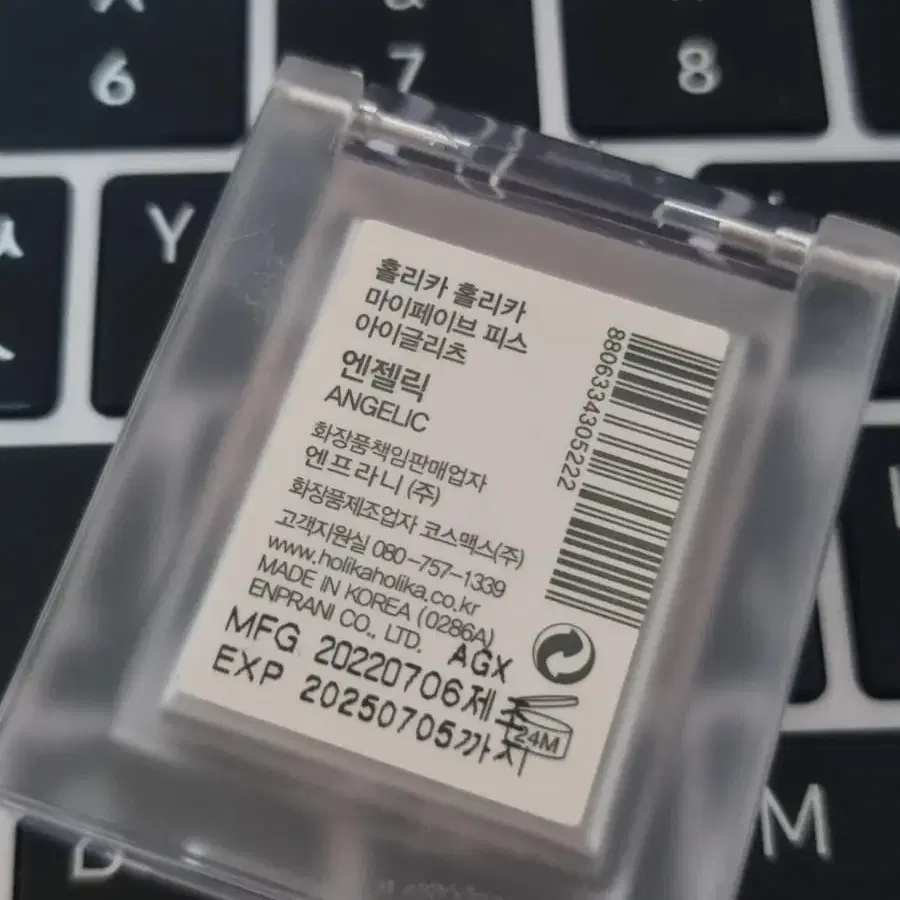 6
7
8
Y
홀리카 홀리카
마이페이브 피스
아이글리츠
엔젤릭
ANGELIC
화장품책임판매업자
엔프라니 (주)
화장품제조업자 코스맥스(주)
고객지원실 080-757-1339
www.holikaholika.co.kr
MADE IN KOREA (0286A)
ENPRANI CO., LTD. AGX
MFG 20220706제조
EXP 20250705까지
24M
8806334305222
M